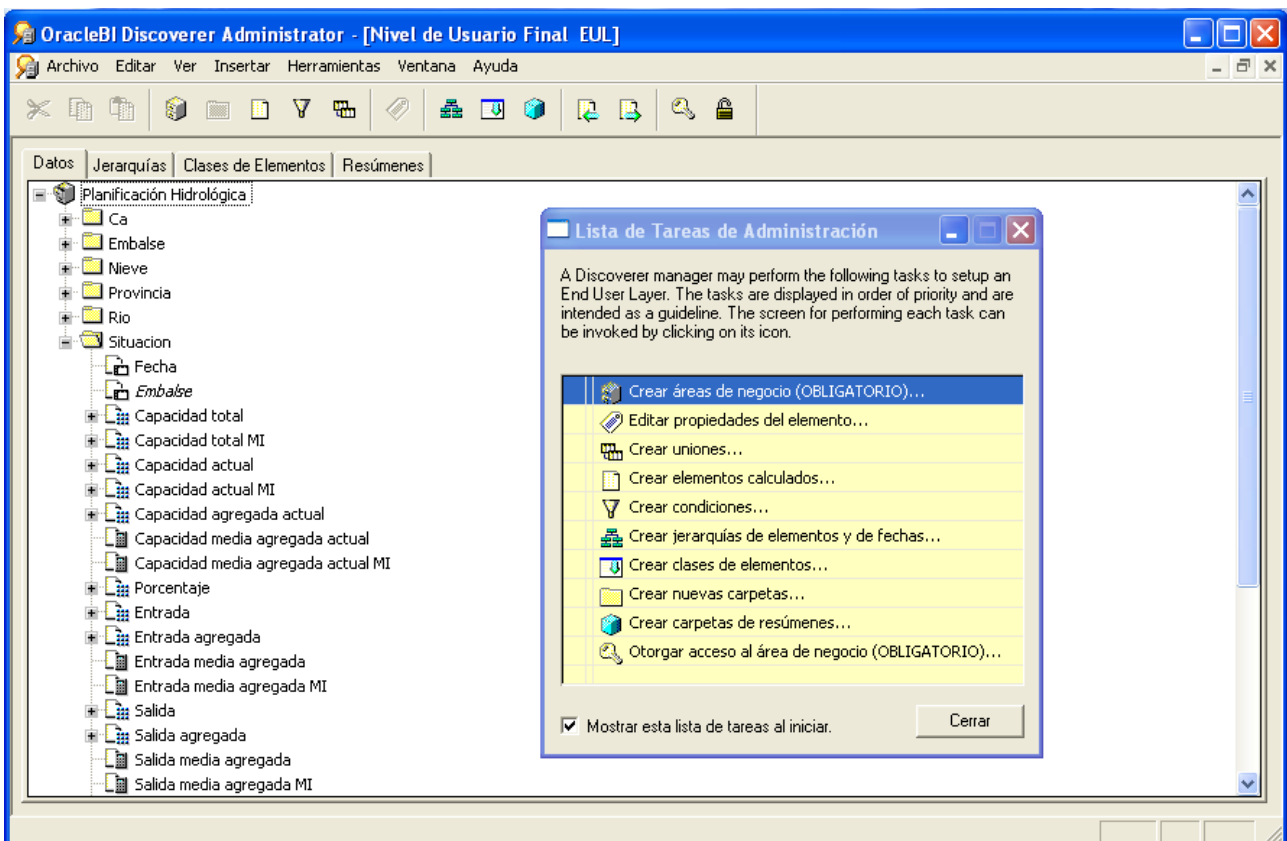 OracleBI Discoverer Administrator - [Nivel de Usuario Final EUL]
Archivo Editar Ver Insertar Herramientas Ventana Ayuda
Datos Jerarquías Clases de Elementos Resúmenes
Planificación Hidrológica
Ca
Embalse
Nieve
Provincia
Rio
Situacion
Fecha
Embalse
Capacidad total
Capacidad total MI
Capacidad actual
Capacidad actual MI
Capacidad agregada actual
Capacidad media agregada actual
Capacidad media agregada actual MI
Porcentaje
Entrada
Entrada agregada
Entrada media agregada
Entrada media agregada MI
Salida
Salida agregada
Salida media agregada
Salida media agregada MI
Lista de Tareas de Administración
A Discoverer manager may perform the following tasks to setup an
End User Layer. The tasks are displayed in order of priority and are
intended as a guideline. The screen for performing each task can
be invoked by clicking on its icon.
Crear áreas de negocio (OBLIGATORIO)...
Editar propiedades del elemento...
Crear uniones...
Crear elementos calculados...
Crear condiciones...
Crear jerarquías de elementos y de fechas...
Crear clases de elementos...
Crear nuevas carpetas...
Crear carpetas de resúmenes...
Otorgar acceso al área de negocio (OBLIGATORIO)...
Mostrar esta lista de tareas al iniciar.
Cerrar